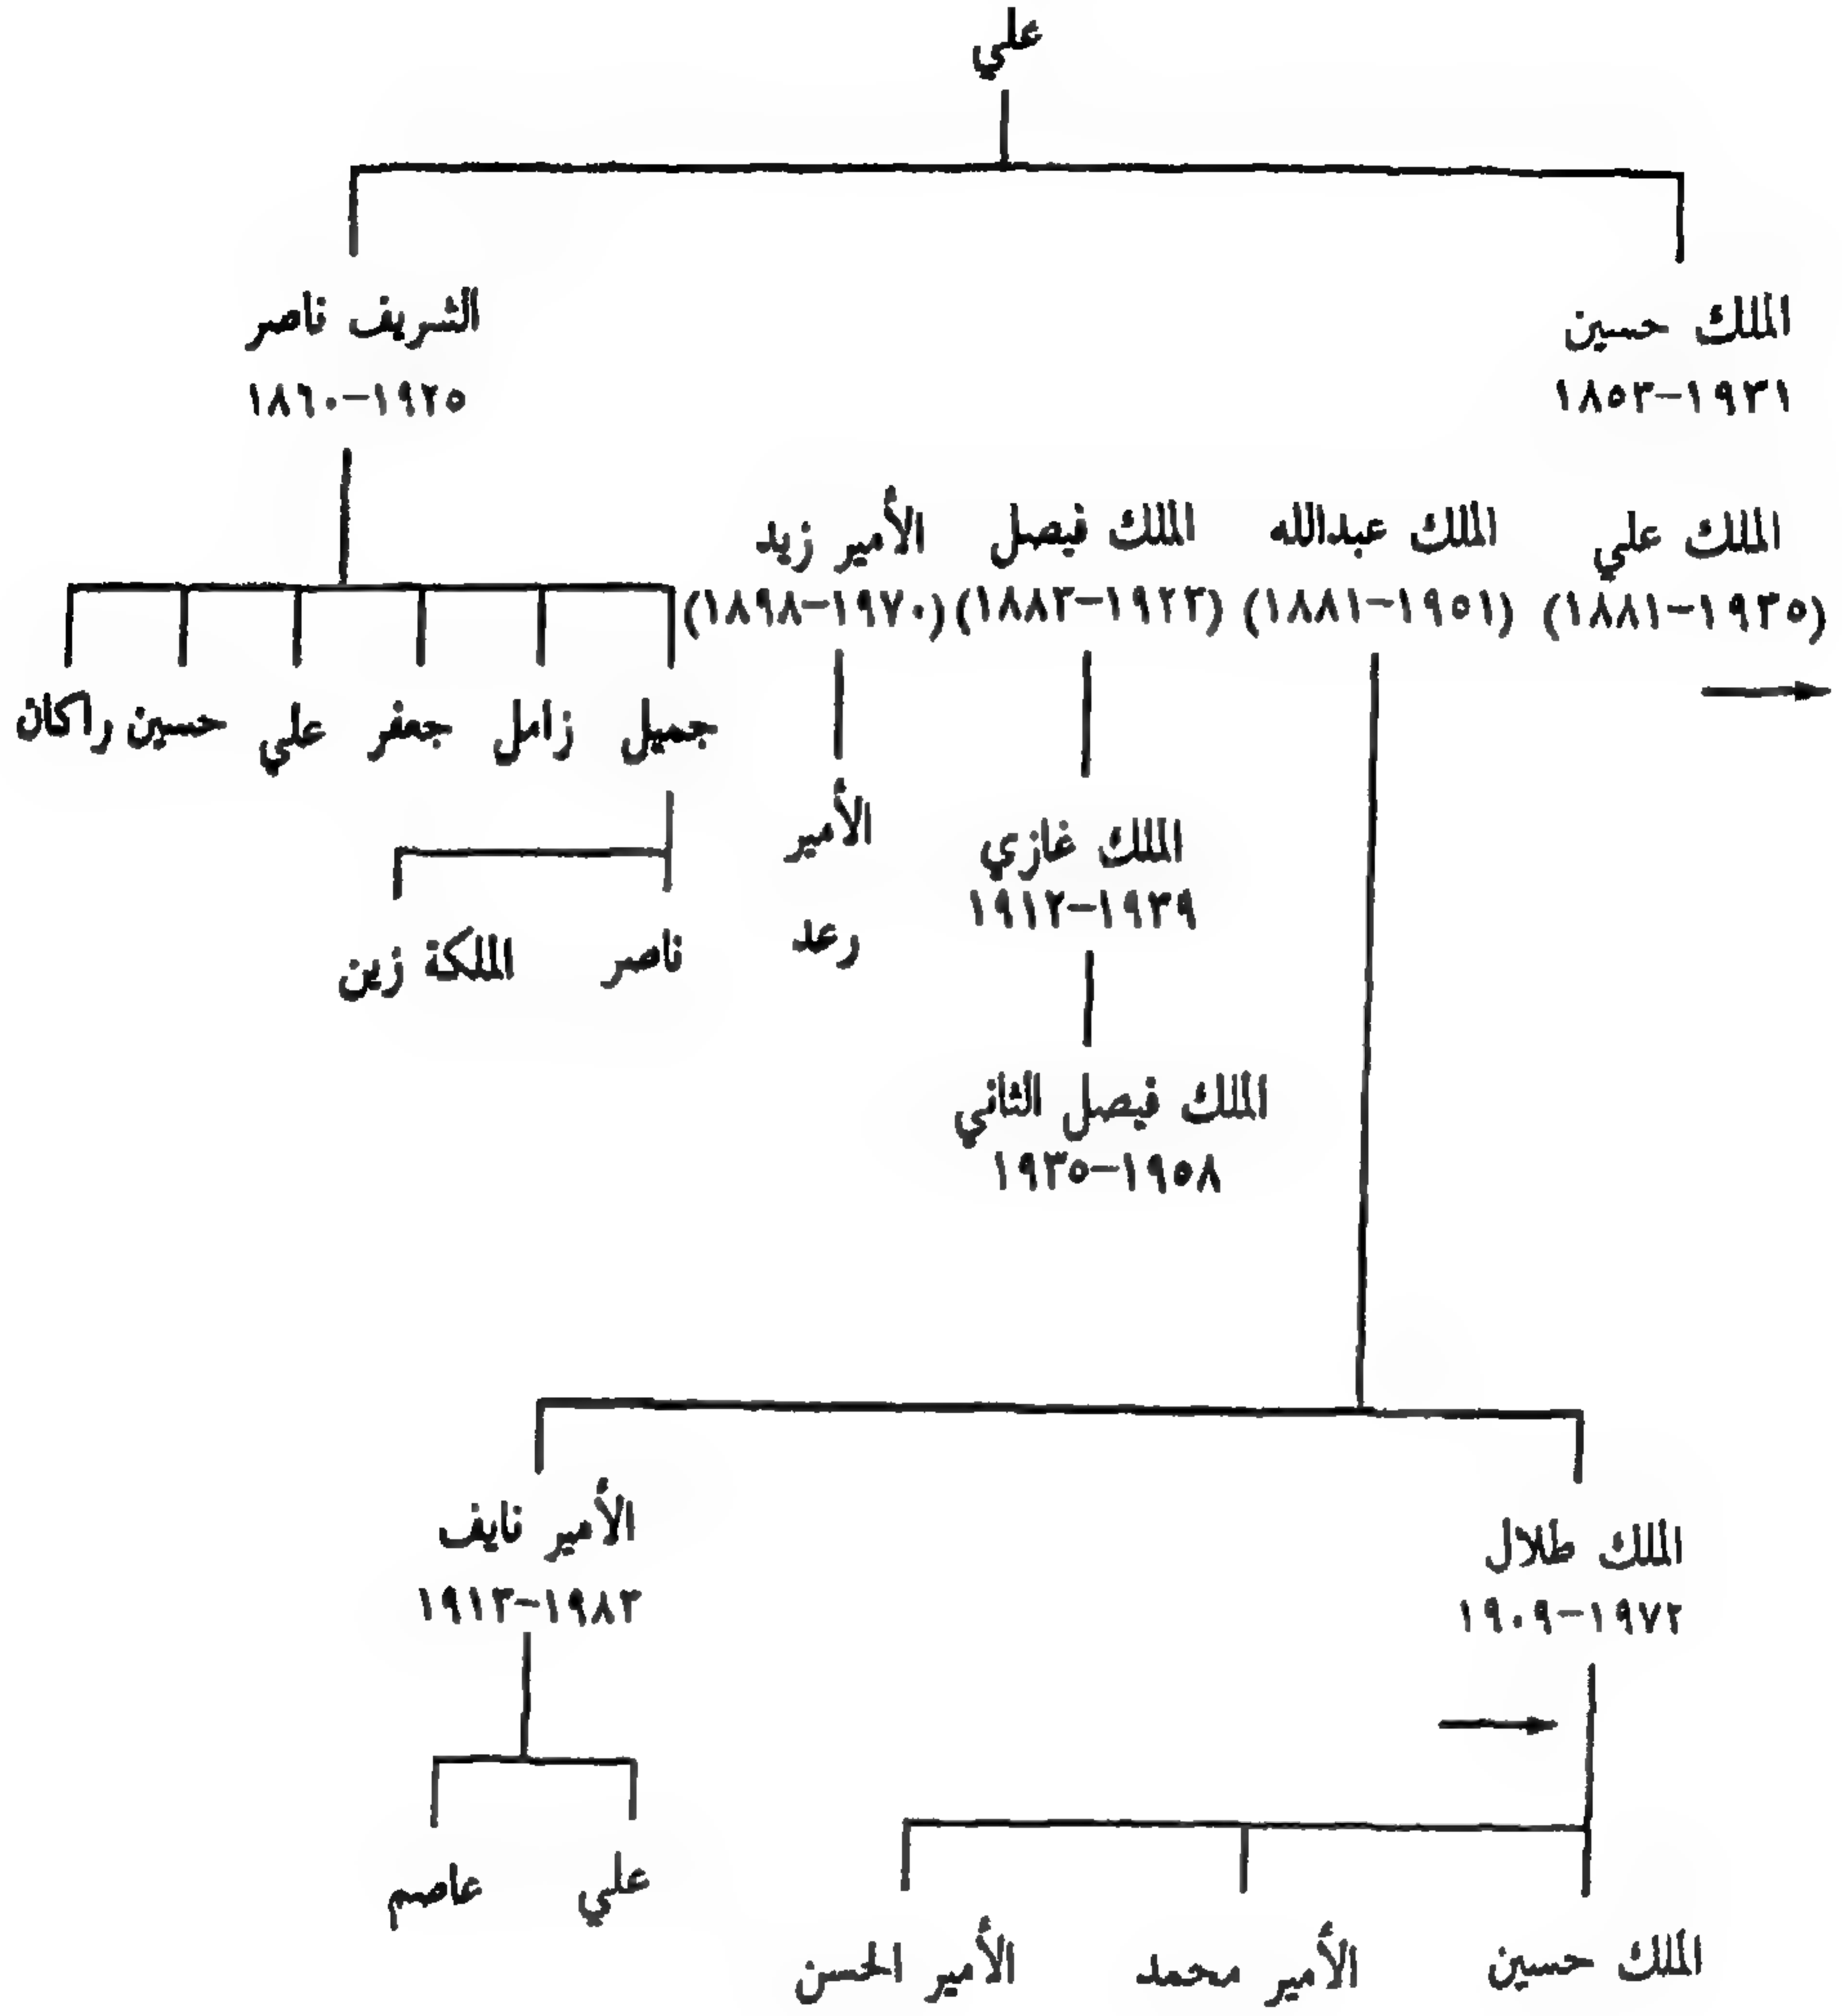 علي
الملك حسين
١٨٥٣-١٩٣١
الشريف ناصر
١٨٦٠-١٩٢٥
الملك علي
(١٨٨١-١٩٣٥)
الملك عبدالله
(١٨٨١-١٩٥١)
الملك فيصل
(١٨٨٣-١٩٣٣)
الأمير زيد
(١٨٩٨-١٩٧٠)
جميل
زامل
جعفر
علي
حسين
راكان
الأمير
رعد
الملك غازي
١٩١٢-١٩٣٩
ناصر
الملكة زين
الملك فيصل الثاني
١٩٣٥-١٩٥٨
الملك طلال
١٩٠٩-١٩٧٢
الأمير نايف
١٩١٣-١٩٨٣
علي
عاصم
الملك حسين
الأمير محمد
الأمير الحسن